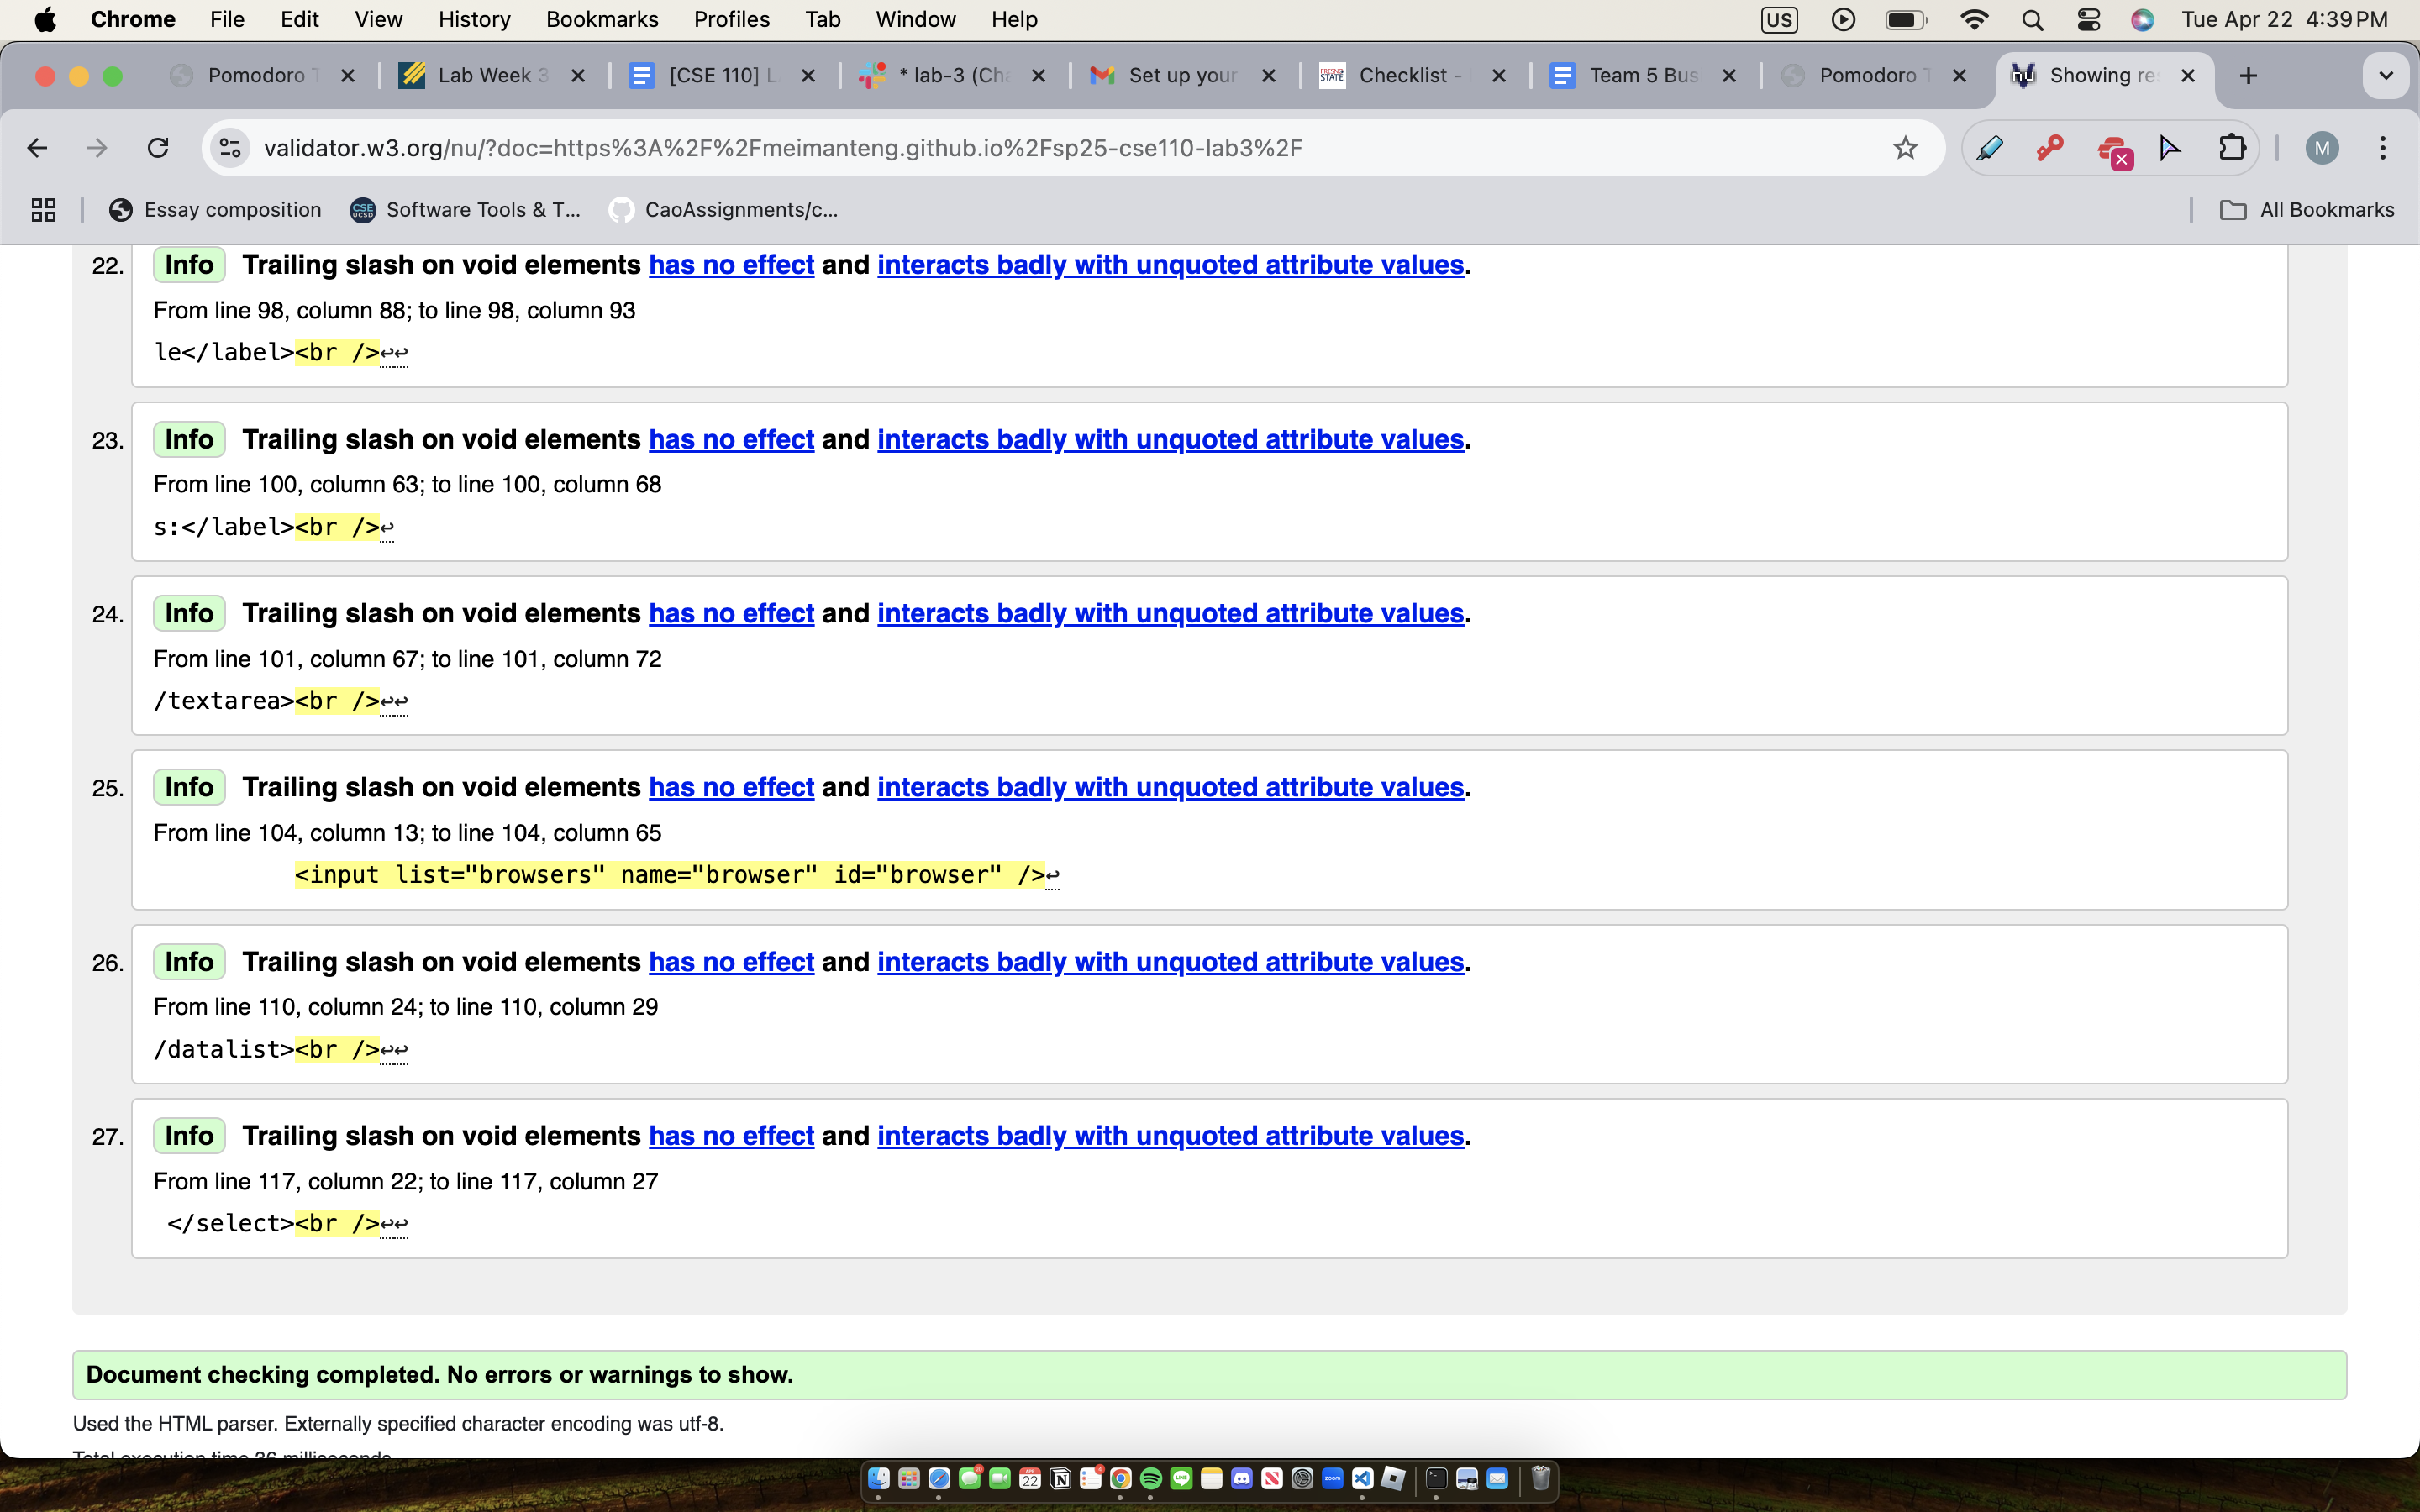 Chrome File Edit View History Bookmarks Profiles Tab Window Help US Tue Apr 22 4:39 PM
Pomodoro T Lab Week 3 [CSE 110] L * lab-3 (Cha Set up your Checklist - Team 5 Bus Pomodoro T Showing re
validator.w3.org/nu/?doc=https%3A%2F%2Fmeimanteng.github.io%2Fsp25-cse110-lab3%2F M
Essay composition Software Tools & T... CaoAssignments/c... All Bookmarks
22. Info Trailing slash on void elements has no effect and interacts badly with unquoted attribute values.
From line 98, column 88; to line 98, column 93
le</label><br />↩↩
23. Info Trailing slash on void elements has no effect and interacts badly with unquoted attribute values.
From line 100, column 63; to line 100, column 68
s:</label><br />↩
24. Info Trailing slash on void elements has no effect and interacts badly with unquoted attribute values.
From line 101, column 67; to line 101, column 72
/textarea><br />↩↩
25. Info Trailing slash on void elements has no effect and interacts badly with unquoted attribute values.
From line 104, column 13; to line 104, column 65
<input list="browsers" name="browser" id="browser" />↩
26. Info Trailing slash on void elements has no effect and interacts badly with unquoted attribute values.
From line 110, column 24; to line 110, column 29
/datalist><br />↩↩
27. Info Trailing slash on void elements has no effect and interacts badly with unquoted attribute values.
From line 117, column 22; to line 117, column 27
</select><br />↩↩
Document checking completed. No errors or warnings to show.
Used the HTML parser. Externally specified character encoding was utf-8.
Total execution time 36 milliseconds